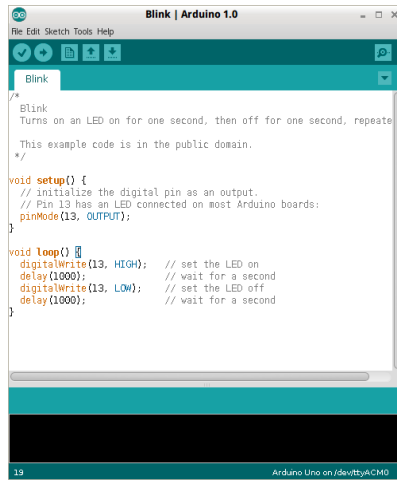 Blink | Arduino 1.0
File Edit Sketch Tools Help
Blink
/*
  Blink
  Turns on an LED on for one second, then off for one second, repeate

  This example code is in the public domain.
 */

void setup() {
  // initialize the digital pin as an output.
  // Pin 13 has an LED connected on most Arduino boards:
  pinMode(13, OUTPUT);
}

void loop() {
  digitalWrite(13, HIGH);   // set the LED on
  delay(1000);              // wait for a second
  digitalWrite(13, LOW);    // set the LED off
  delay(1000);              // wait for a second
}
19
Arduino Uno on /dev/ttyACM0